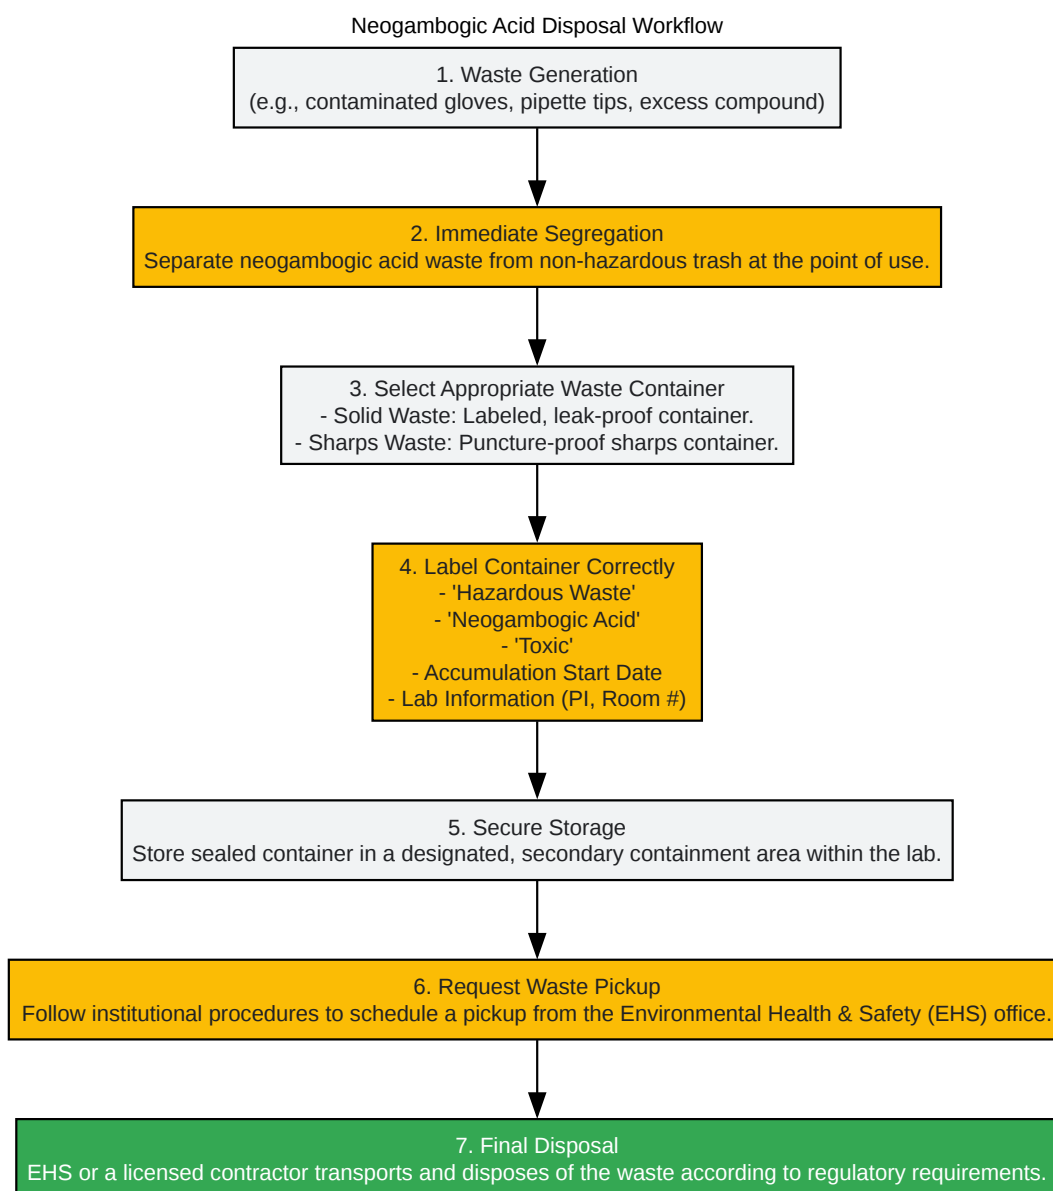 Neogambogic Acid Disposal Workflow
1. Waste Generation
(e.g., contaminated gloves, pipette tips, excess compound)
2. Immediate Segregation
Separate neogambogic acid waste from non-hazardous trash at the point of use.
3. Select Appropriate Waste Container
- Solid Waste: Labeled, leak-proof container.
- Sharps Waste: Puncture-proof sharps container.
4. Label Container Correctly
- 'Hazardous Waste'
- 'Neogambogic Acid'
- 'Toxic'
- Accumulation Start Date
- Lab Information (PI, Room #)
5. Secure Storage
Store sealed container in a designated, secondary containment area within the lab.
6. Request Waste Pickup
Follow institutional procedures to schedule a pickup from the Environmental Health & Safety (EHS) office.
7. Final Disposal
EHS or a licensed contractor transports and disposes of the waste according to regulatory requirements.